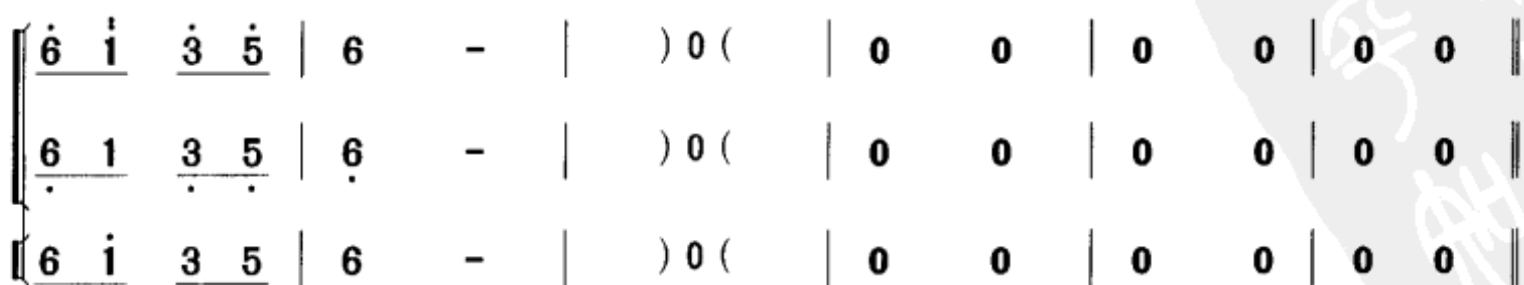 6̇ 1̇̇ 3̇ 5̇ | 6 - | ) 0 ( | 0 0 | 0 0 | 0 0 ‖
6̣ 1 3̣ 5̣ | 6̣ - | ) 0 ( | 0 0 | 0 0 | 0 0 ‖
6 1̇ 3 5 | 6 - | ) 0 ( | 0 0 | 0 0 | 0 0 ‖